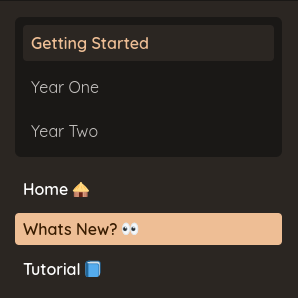 Getting Started
Year One
Year Two
Home 🏠
Whats New? 👀
Tutorial 📘